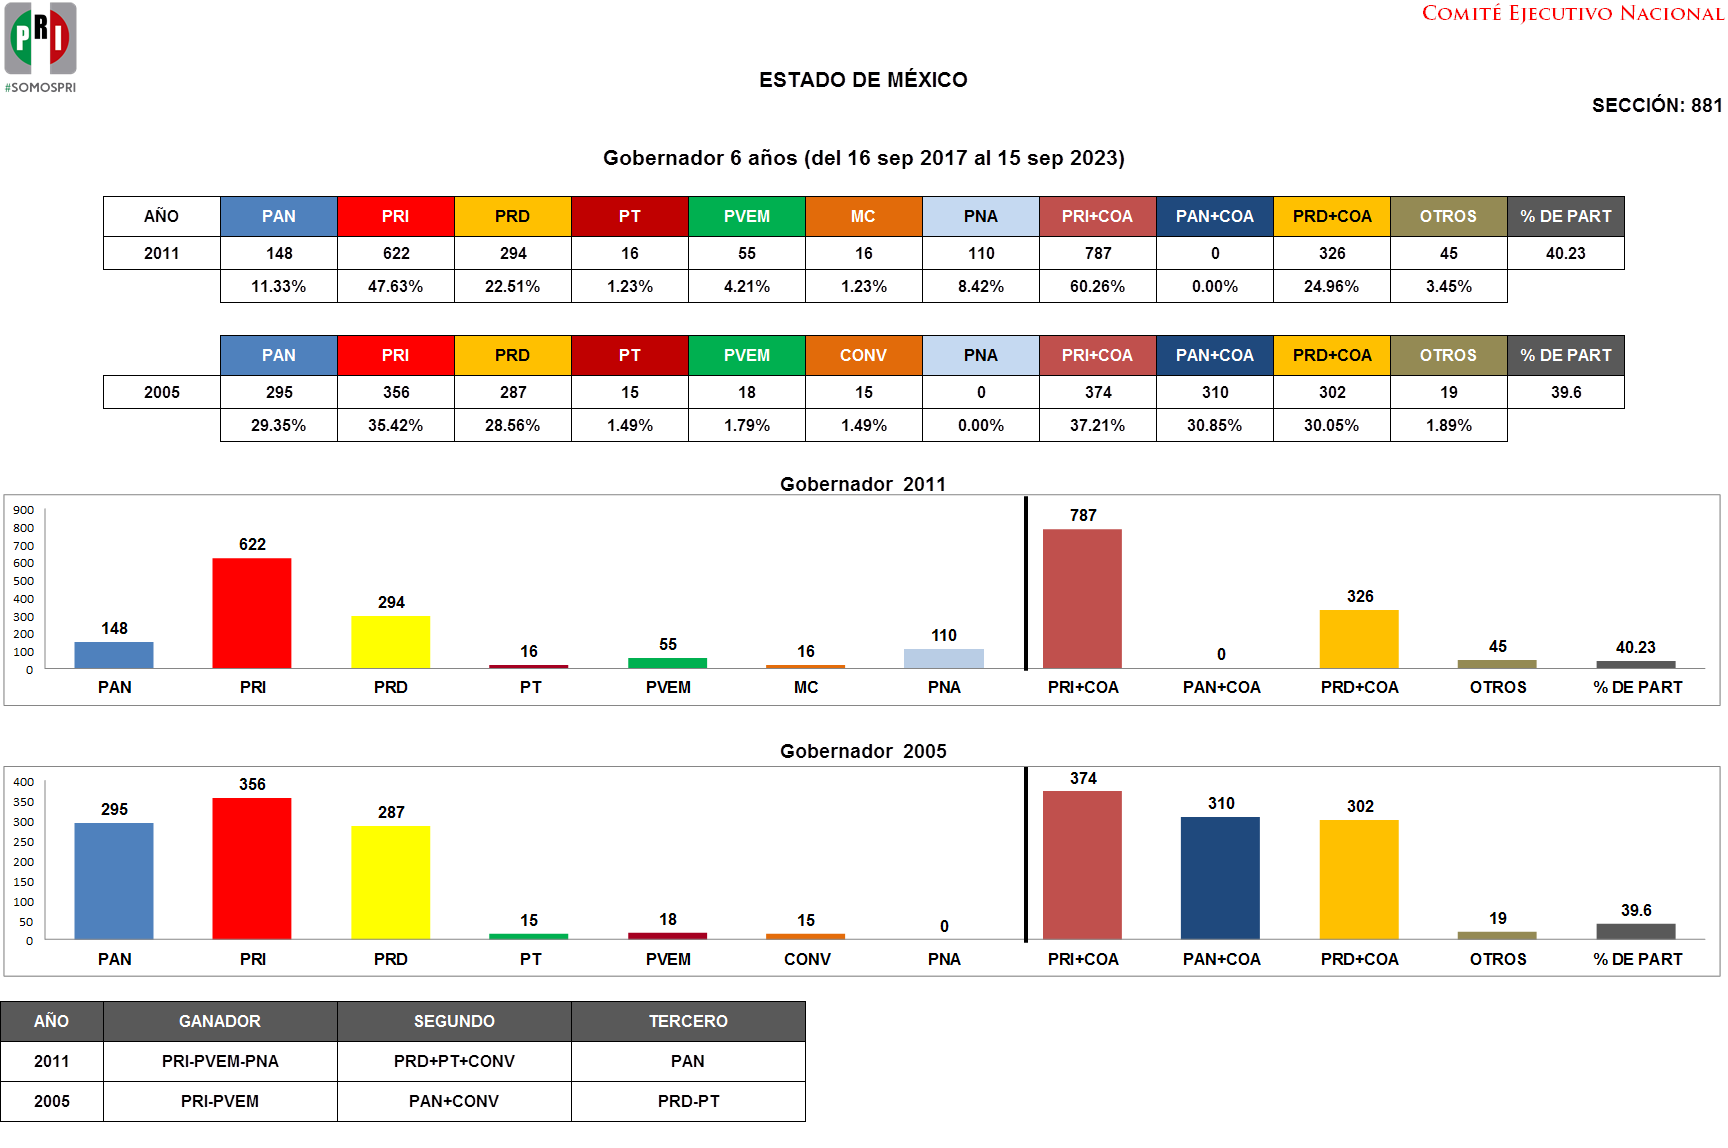 PRI
#SOMOSPRI
COMITÉ EJECUTIVO NACIONAL
ESTADO DE MÉXICO
SECCIÓN: 881
Gobernador 6 años (del 16 sep 2017 al 15 sep 2023)
AÑO PAN PRI PRD PT PVEM MC PNA PRI+COA PAN+COA PRD+COA OTROS % DE PART
2011 148 622 294 16 55 16 110 787 0 326 45 40.23
11.33% 47.63% 22.51% 1.23% 4.21% 1.23% 8.42% 60.26% 0.00% 24.96% 3.45%
PAN PRI PRD PT PVEM CONV PNA PRI+COA PAN+COA PRD+COA OTROS % DE PART
2005 295 356 287 15 18 15 0 374 310 302 19 39.6
29.35% 35.42% 28.56% 1.49% 1.79% 1.49% 0.00% 37.21% 30.85% 30.05% 1.89%
Gobernador 2011
900
800
700
600
500
400
300
200
100
0
148 622 294 16 55 16 110 787 0 326 45 40.23
PAN PRI PRD PT PVEM MC PNA PRI+COA PAN+COA PRD+COA OTROS % DE PART
Gobernador 2005
400
350
300
250
200
150
100
50
0
295 356 287 15 18 15 0 374 310 302 19 39.6
PAN PRI PRD PT PVEM CONV PNA PRI+COA PAN+COA PRD+COA OTROS % DE PART
AÑO GANADOR SEGUNDO TERCERO
2011 PRI-PVEM-PNA PRD+PT+CONV PAN
2005 PRI-PVEM PAN+CONV PRD-PT